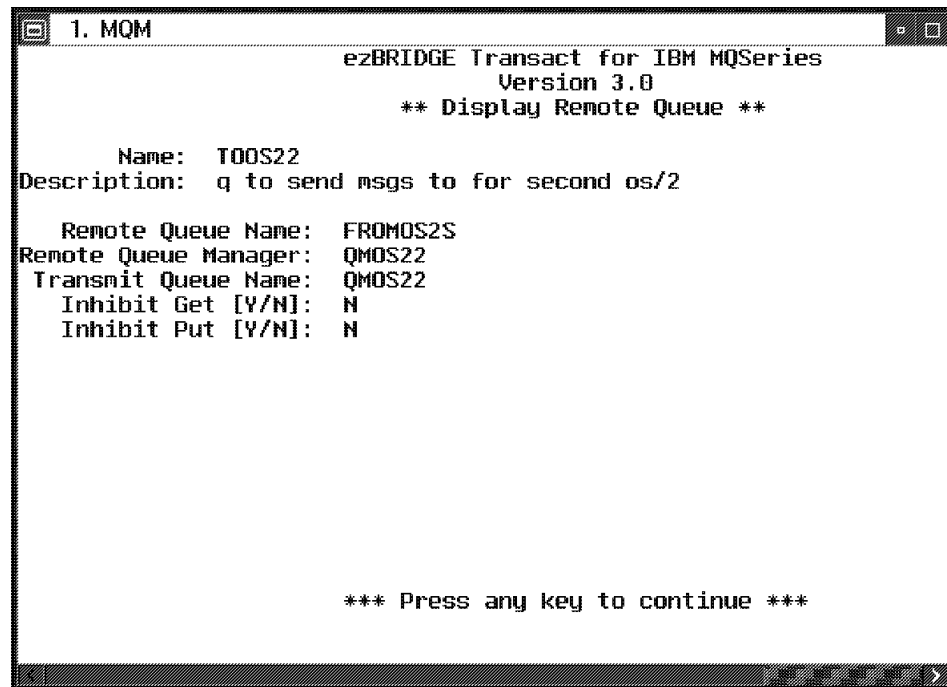 1. MQM
ezBRIDGE Transact for IBM MQSeries
Version 3.0
** Display Remote Queue **
Name: TOOS22
Description: q to send msgs to for second os/2
Remote Queue Name: FROMOS2S
Remote Queue Manager: QMOS22
Transmit Queue Name: QMOS22
Inhibit Get [Y/N]: N
Inhibit Put [Y/N]: N
*** Press any key to continue ***